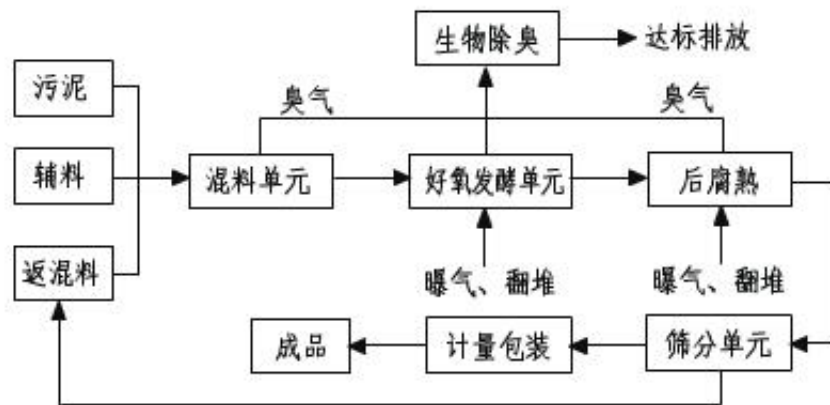 生物除臭
达标排放
污泥
臭气
臭气
辅料
混料单元
好氧发酵单元
后腐熟
返混料
曝气、翻堆
曝气、翻堆
成品
计量包装
筛分单元